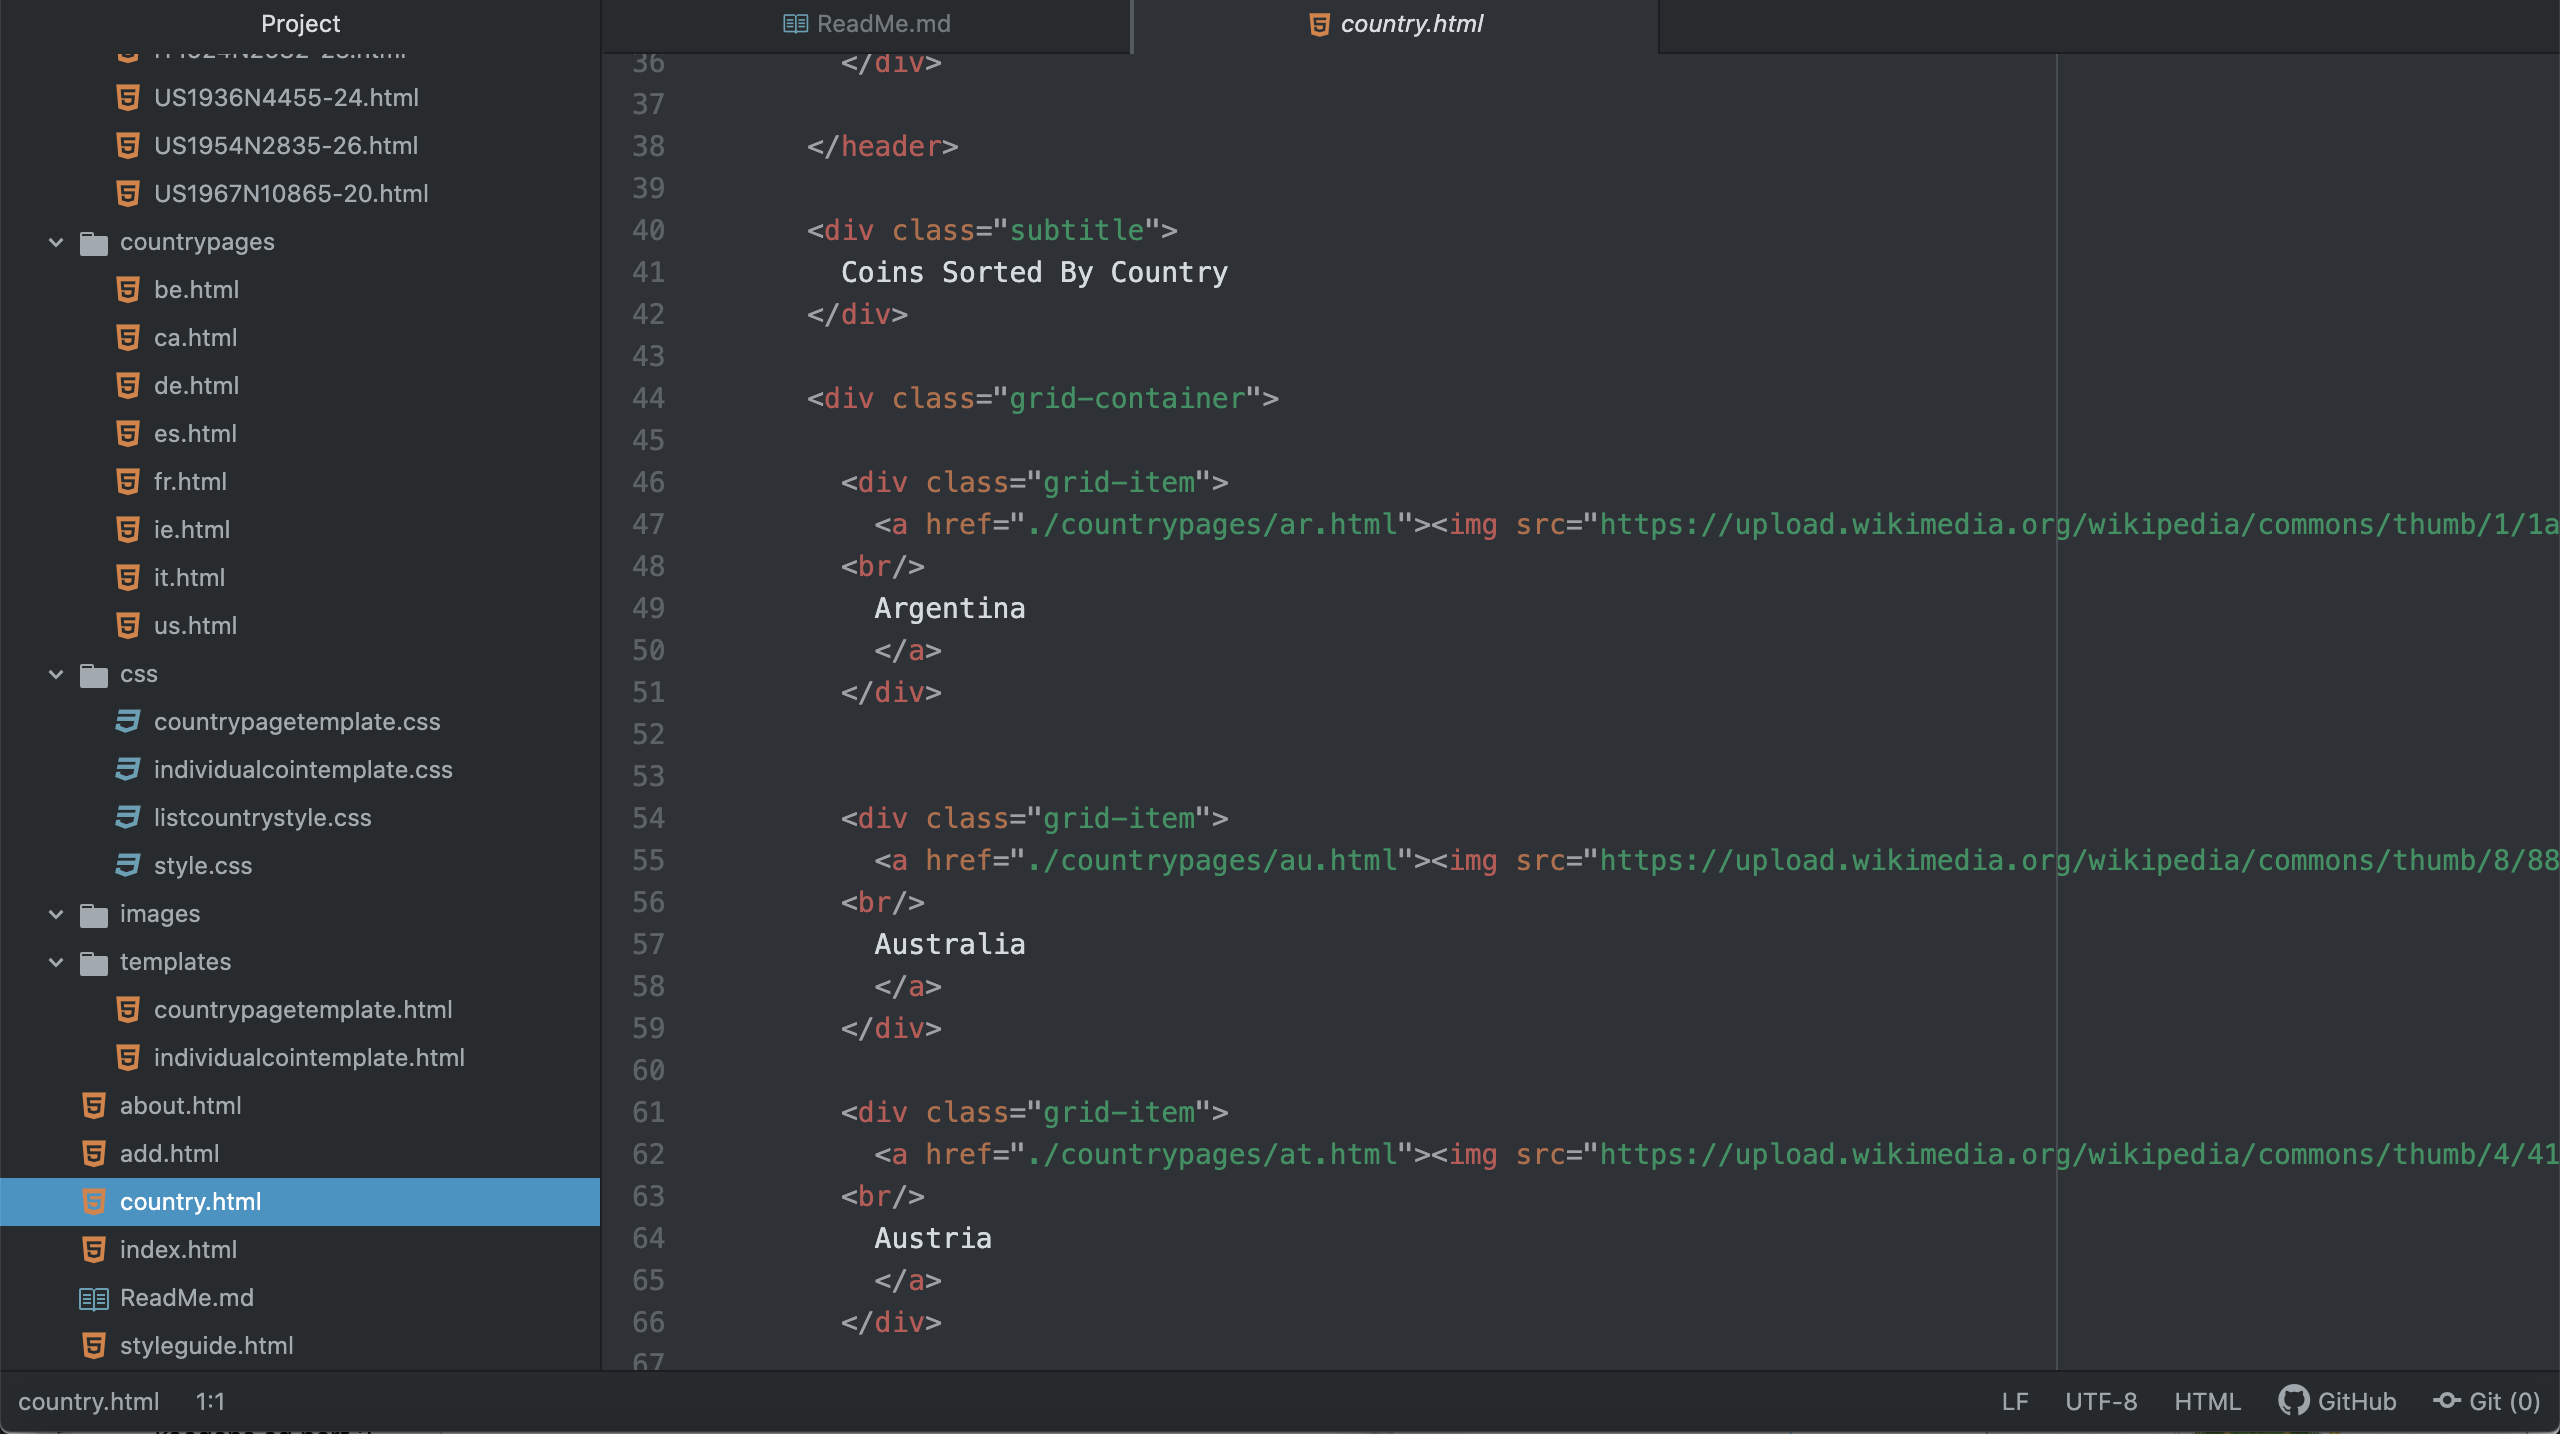 Project
US1936N4455-24.html
US1954N2835-26.html
US1967N10865-20.html
countrypages
be.html
ca.html
de.html
es.html
fr.html
ie.html
it.html
us.html
css
countrypagetemplate.css
individualcointemplate.css
listcountrystyle.css
style.css
images
templates
countrypagetemplate.html
individualcointemplate.html
about.html
add.html
country.html
index.html
ReadMe.md
styleguide.html
ReadMe.md
country.html
36 </div>
37
38 </header>
39
40 <div class="subtitle">
41 Coins Sorted By Country
42 </div>
43
44 <div class="grid-container">
45
46 <div class="grid-item">
47 <a href="./countrypages/ar.html"><img src="https://upload.wikimedia.org/wikipedia/commons/thumb/1/1a
48 <br/>
49 Argentina
50 </a>
51 </div>
52
53
54 <div class="grid-item">
55 <a href="./countrypages/au.html"><img src="https://upload.wikimedia.org/wikipedia/commons/thumb/8/88
56 <br/>
57 Australia
58 </a>
59 </div>
60
61 <div class="grid-item">
62 <a href="./countrypages/at.html"><img src="https://upload.wikimedia.org/wikipedia/commons/thumb/4/41
63 <br/>
64 Austria
65 </a>
66 </div>
67
country.html 1:1
LF UTF-8 HTML GitHub Git (0)